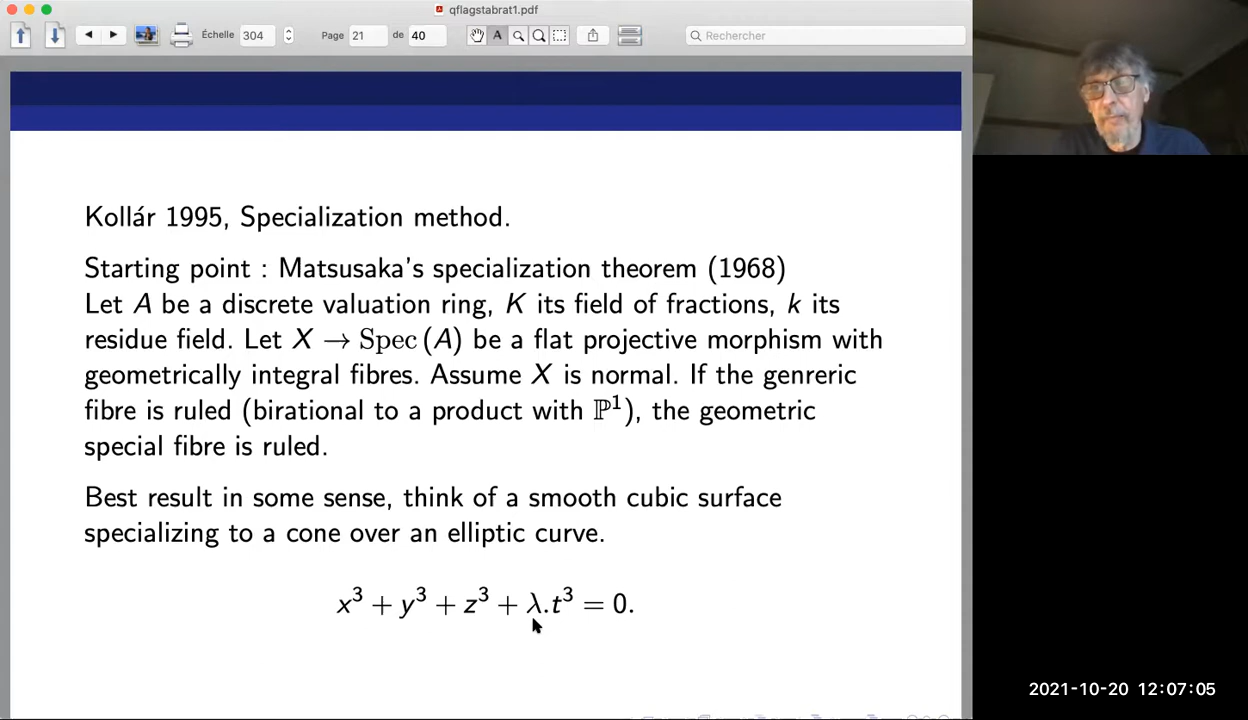 qflagstabrat1.pdf
Échelle 304 Page 21 de 40 A Rechercher
Kollár 1995, Specialization method.
Starting point : Matsusaka's specialization theorem (1968)
Let A be a discrete valuation ring, K its field of fractions, k its
residue field. Let X → Spec (A) be a flat projective morphism with
geometrically integral fibres. Assume X is normal. If the genreric
fibre is ruled (birational to a product with ℙ¹), the geometric
special fibre is ruled.
Best result in some sense, think of a smooth cubic surface
specializing to a cone over an elliptic curve.
x³ + y³ + z³ + λ.t³ = 0.
2021-10-20 12:07:05